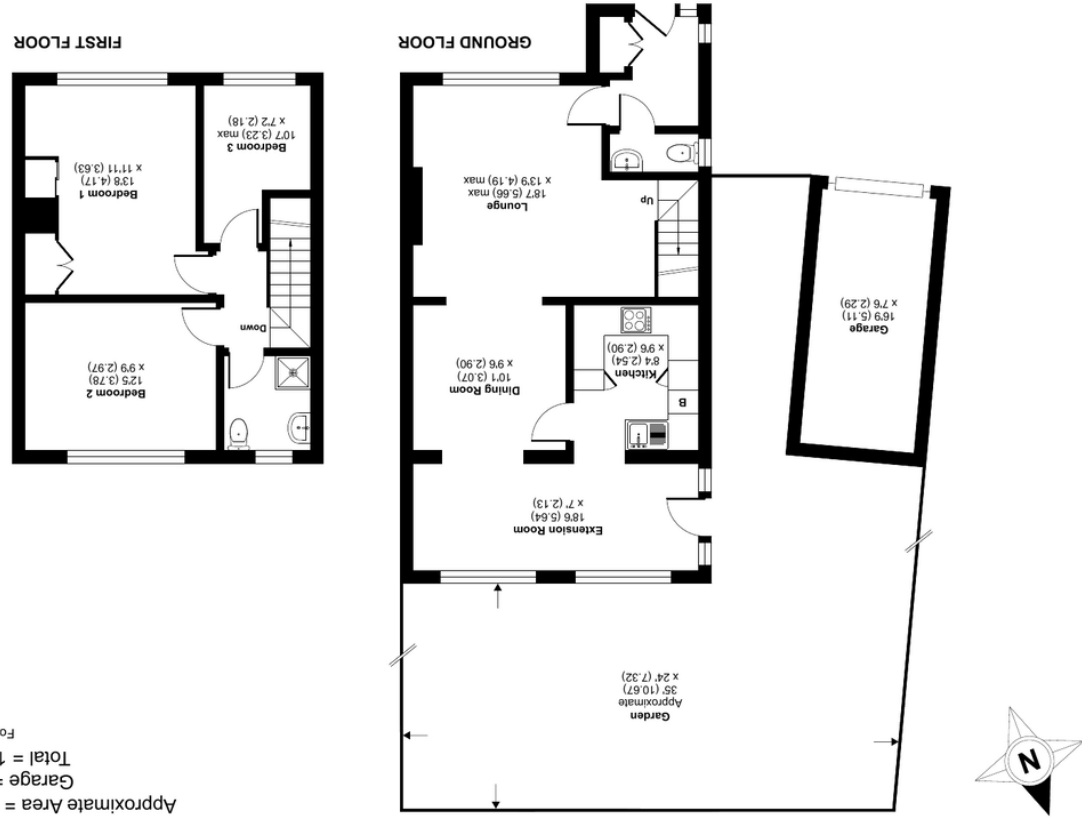 Approximate Area =
Garage =
Total = 1
Fo
N
Garden
Approximate
35' (10.67)
x 24' (7.32)
Extension Room
18'6 (5.64)
x 7' (2.13)
B
Kitchen
8'4 (2.54)
x 9'6 (2.90)
Dining Room
10'1 (3.07)
x 9'6 (2.90)
Garage
16'9 (5.11)
x 7'6 (2.29)
Up
Lounge
18'7 (5.66) max
x 13'9 (4.19) max
GROUND FLOOR
Bedroom 2
12'5 (3.78)
x 9'9 (2.97)
Down
Bedroom 3
10'7 (3.23) max
x 7'2 (2.18)
Bedroom 1
13'8 (4.17)
x 11'11 (3.63)
FIRST FLOOR